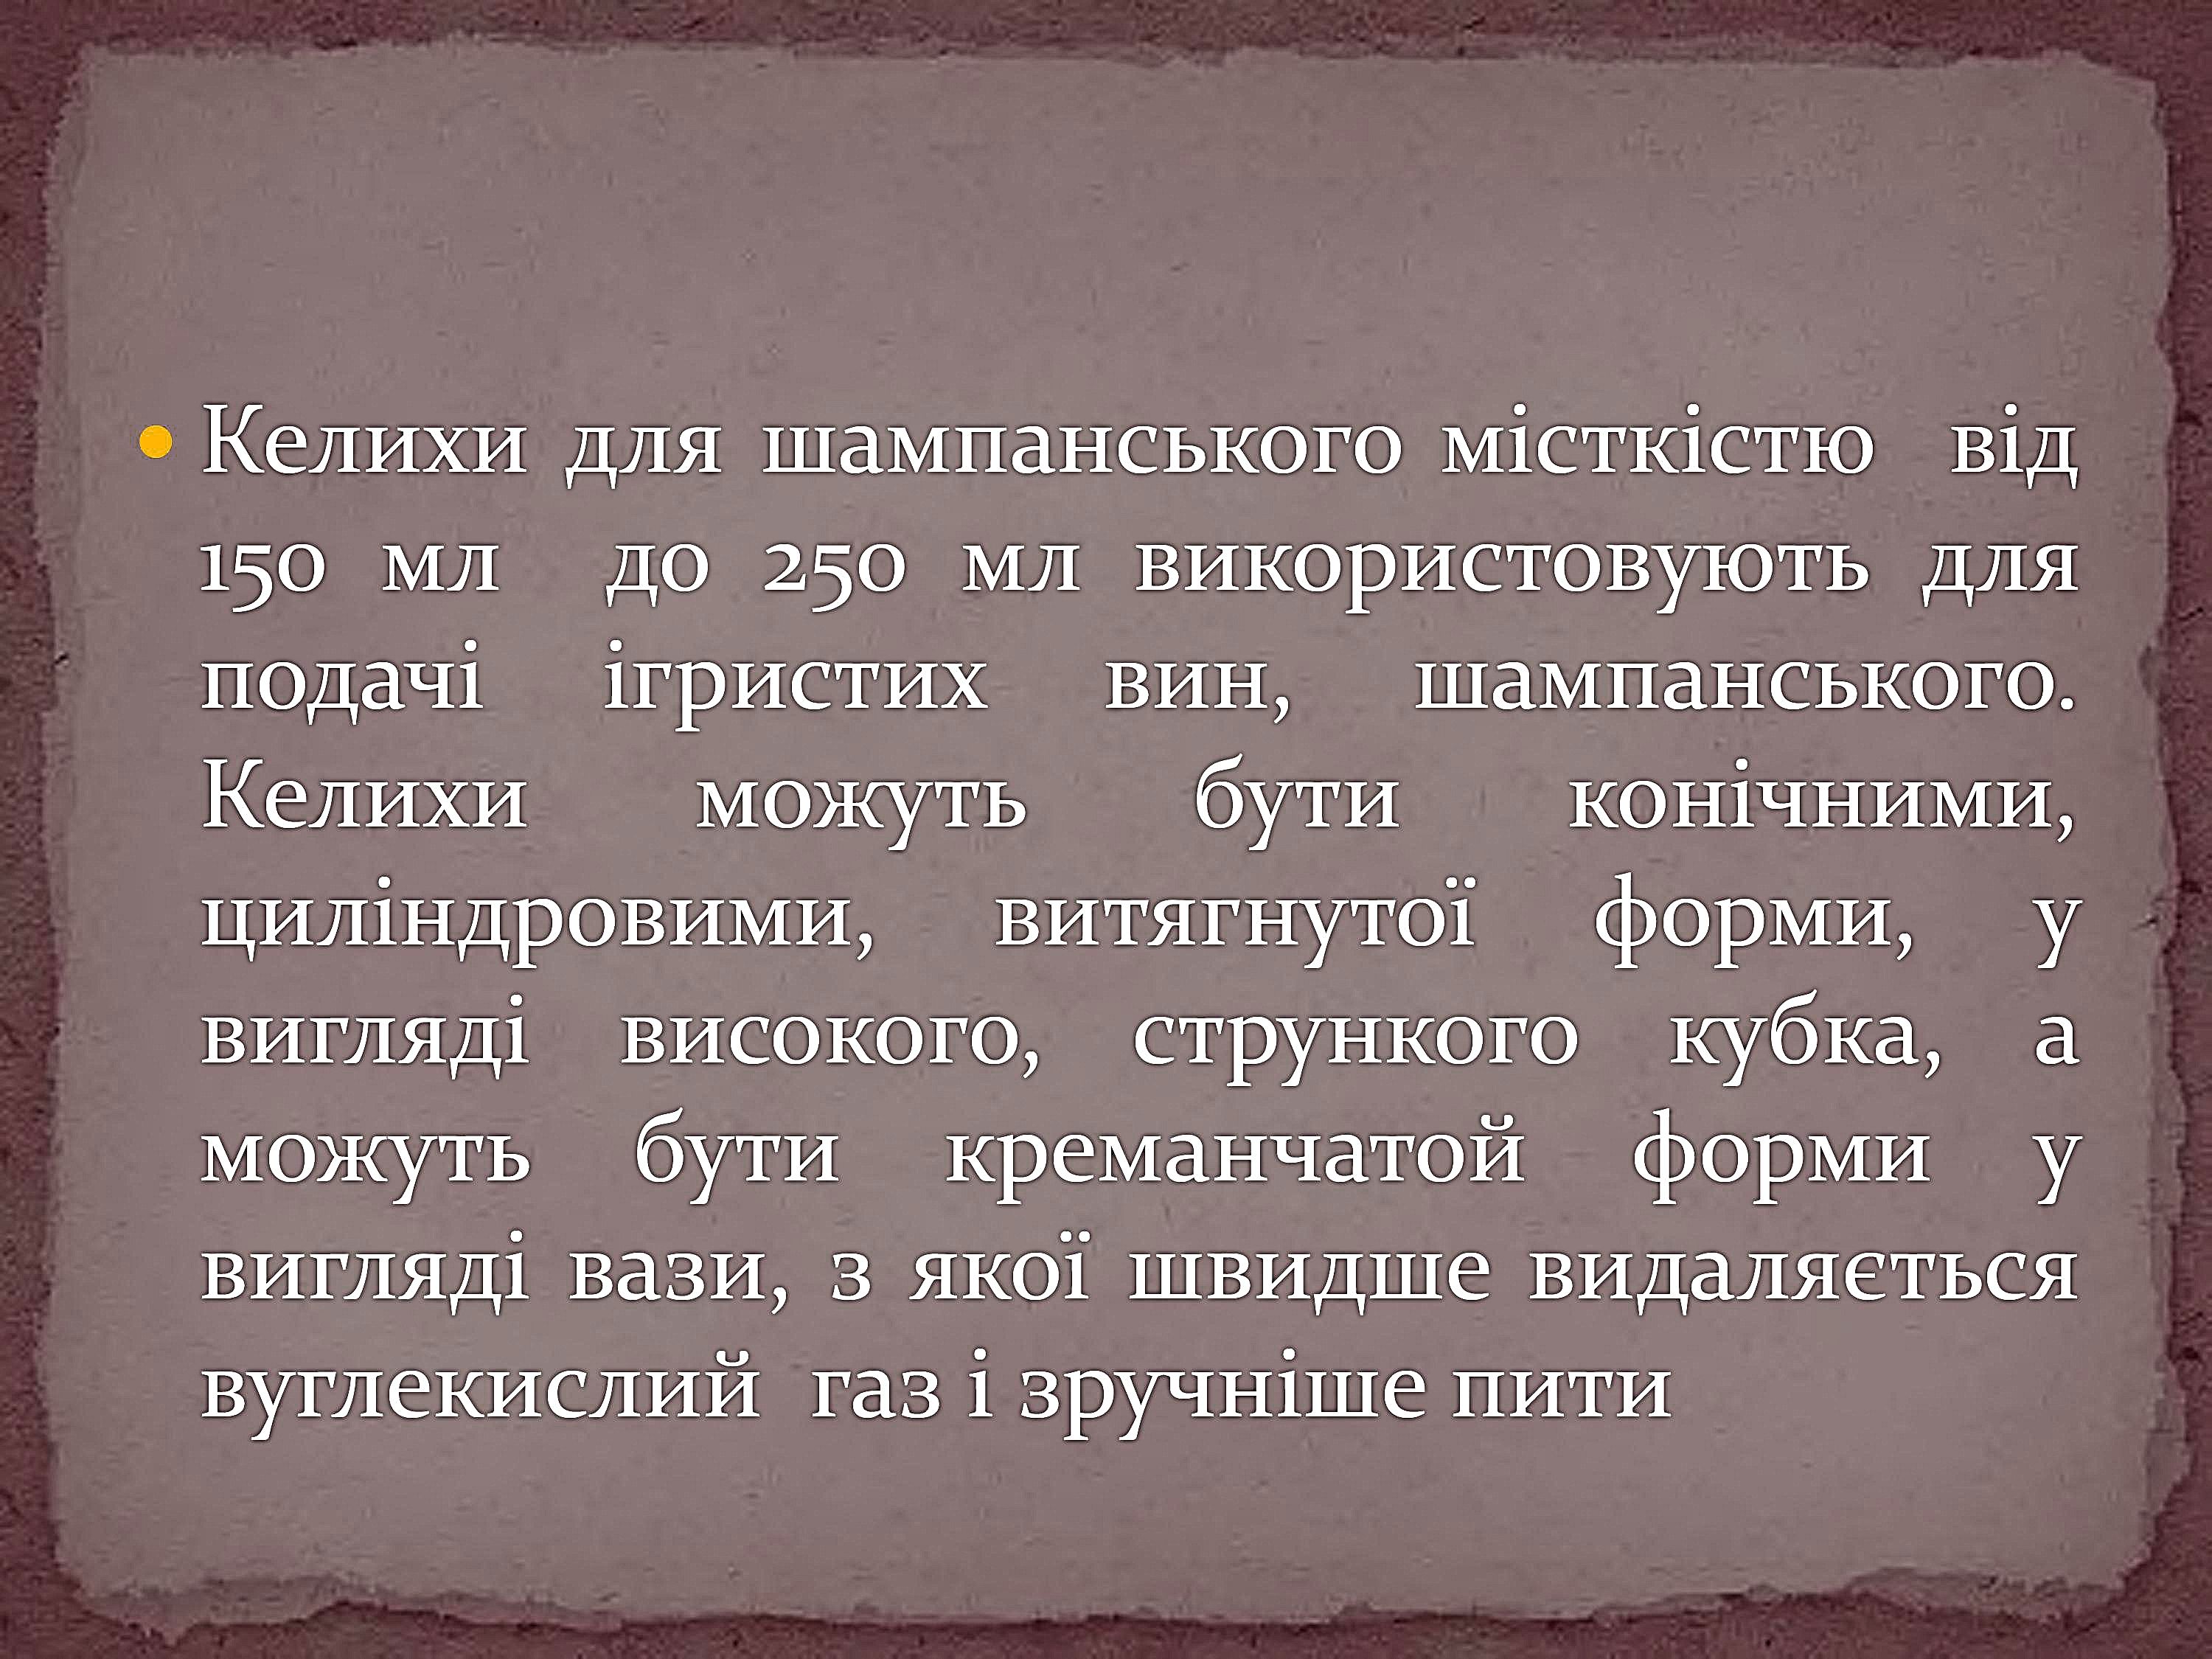 • Келихи для шампанського місткістю від
150 мл до 250 мл використовують для
подачі ігристих вин, шампанського.
Келихи можуть бути конічними,
циліндровими, витягнутої форми, у
вигляді високого, стрункого кубка, а
можуть бути креманчатой форми у
вигляді вази, з якої швидше видаляється
вуглекислий газ і зручніше пити